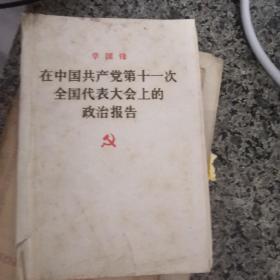 华国锋
在中国共产党第十一次
全国代表大会上的
政治报告